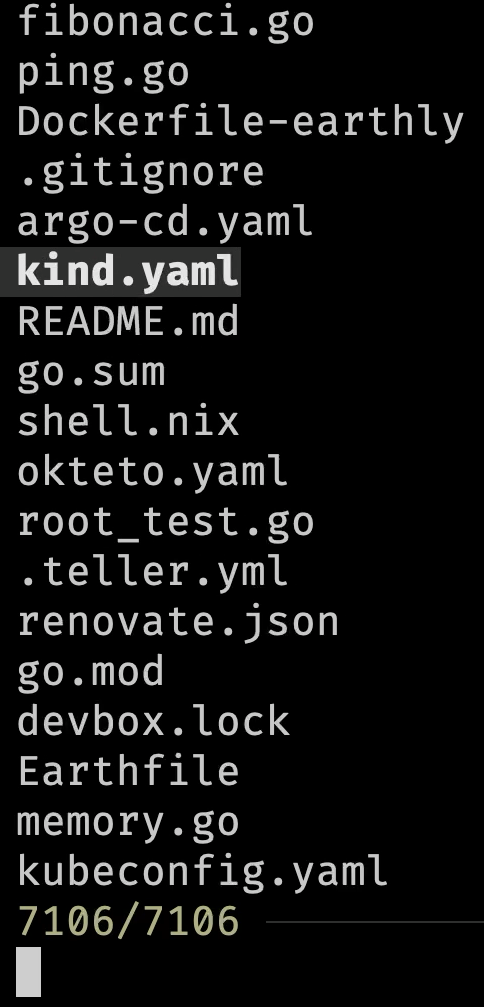 fibonacci.go
ping.go
Dockerfile-earthly
.gitignore
argo-cd.yaml
kind.yaml
README.md
go.sum
shell.nix
okteto.yaml
root_test.go
.teller.yml
renovate.json
go.mod
devbox.lock
Earthfile
memory.go
kubeconfig.yaml
7106/7106